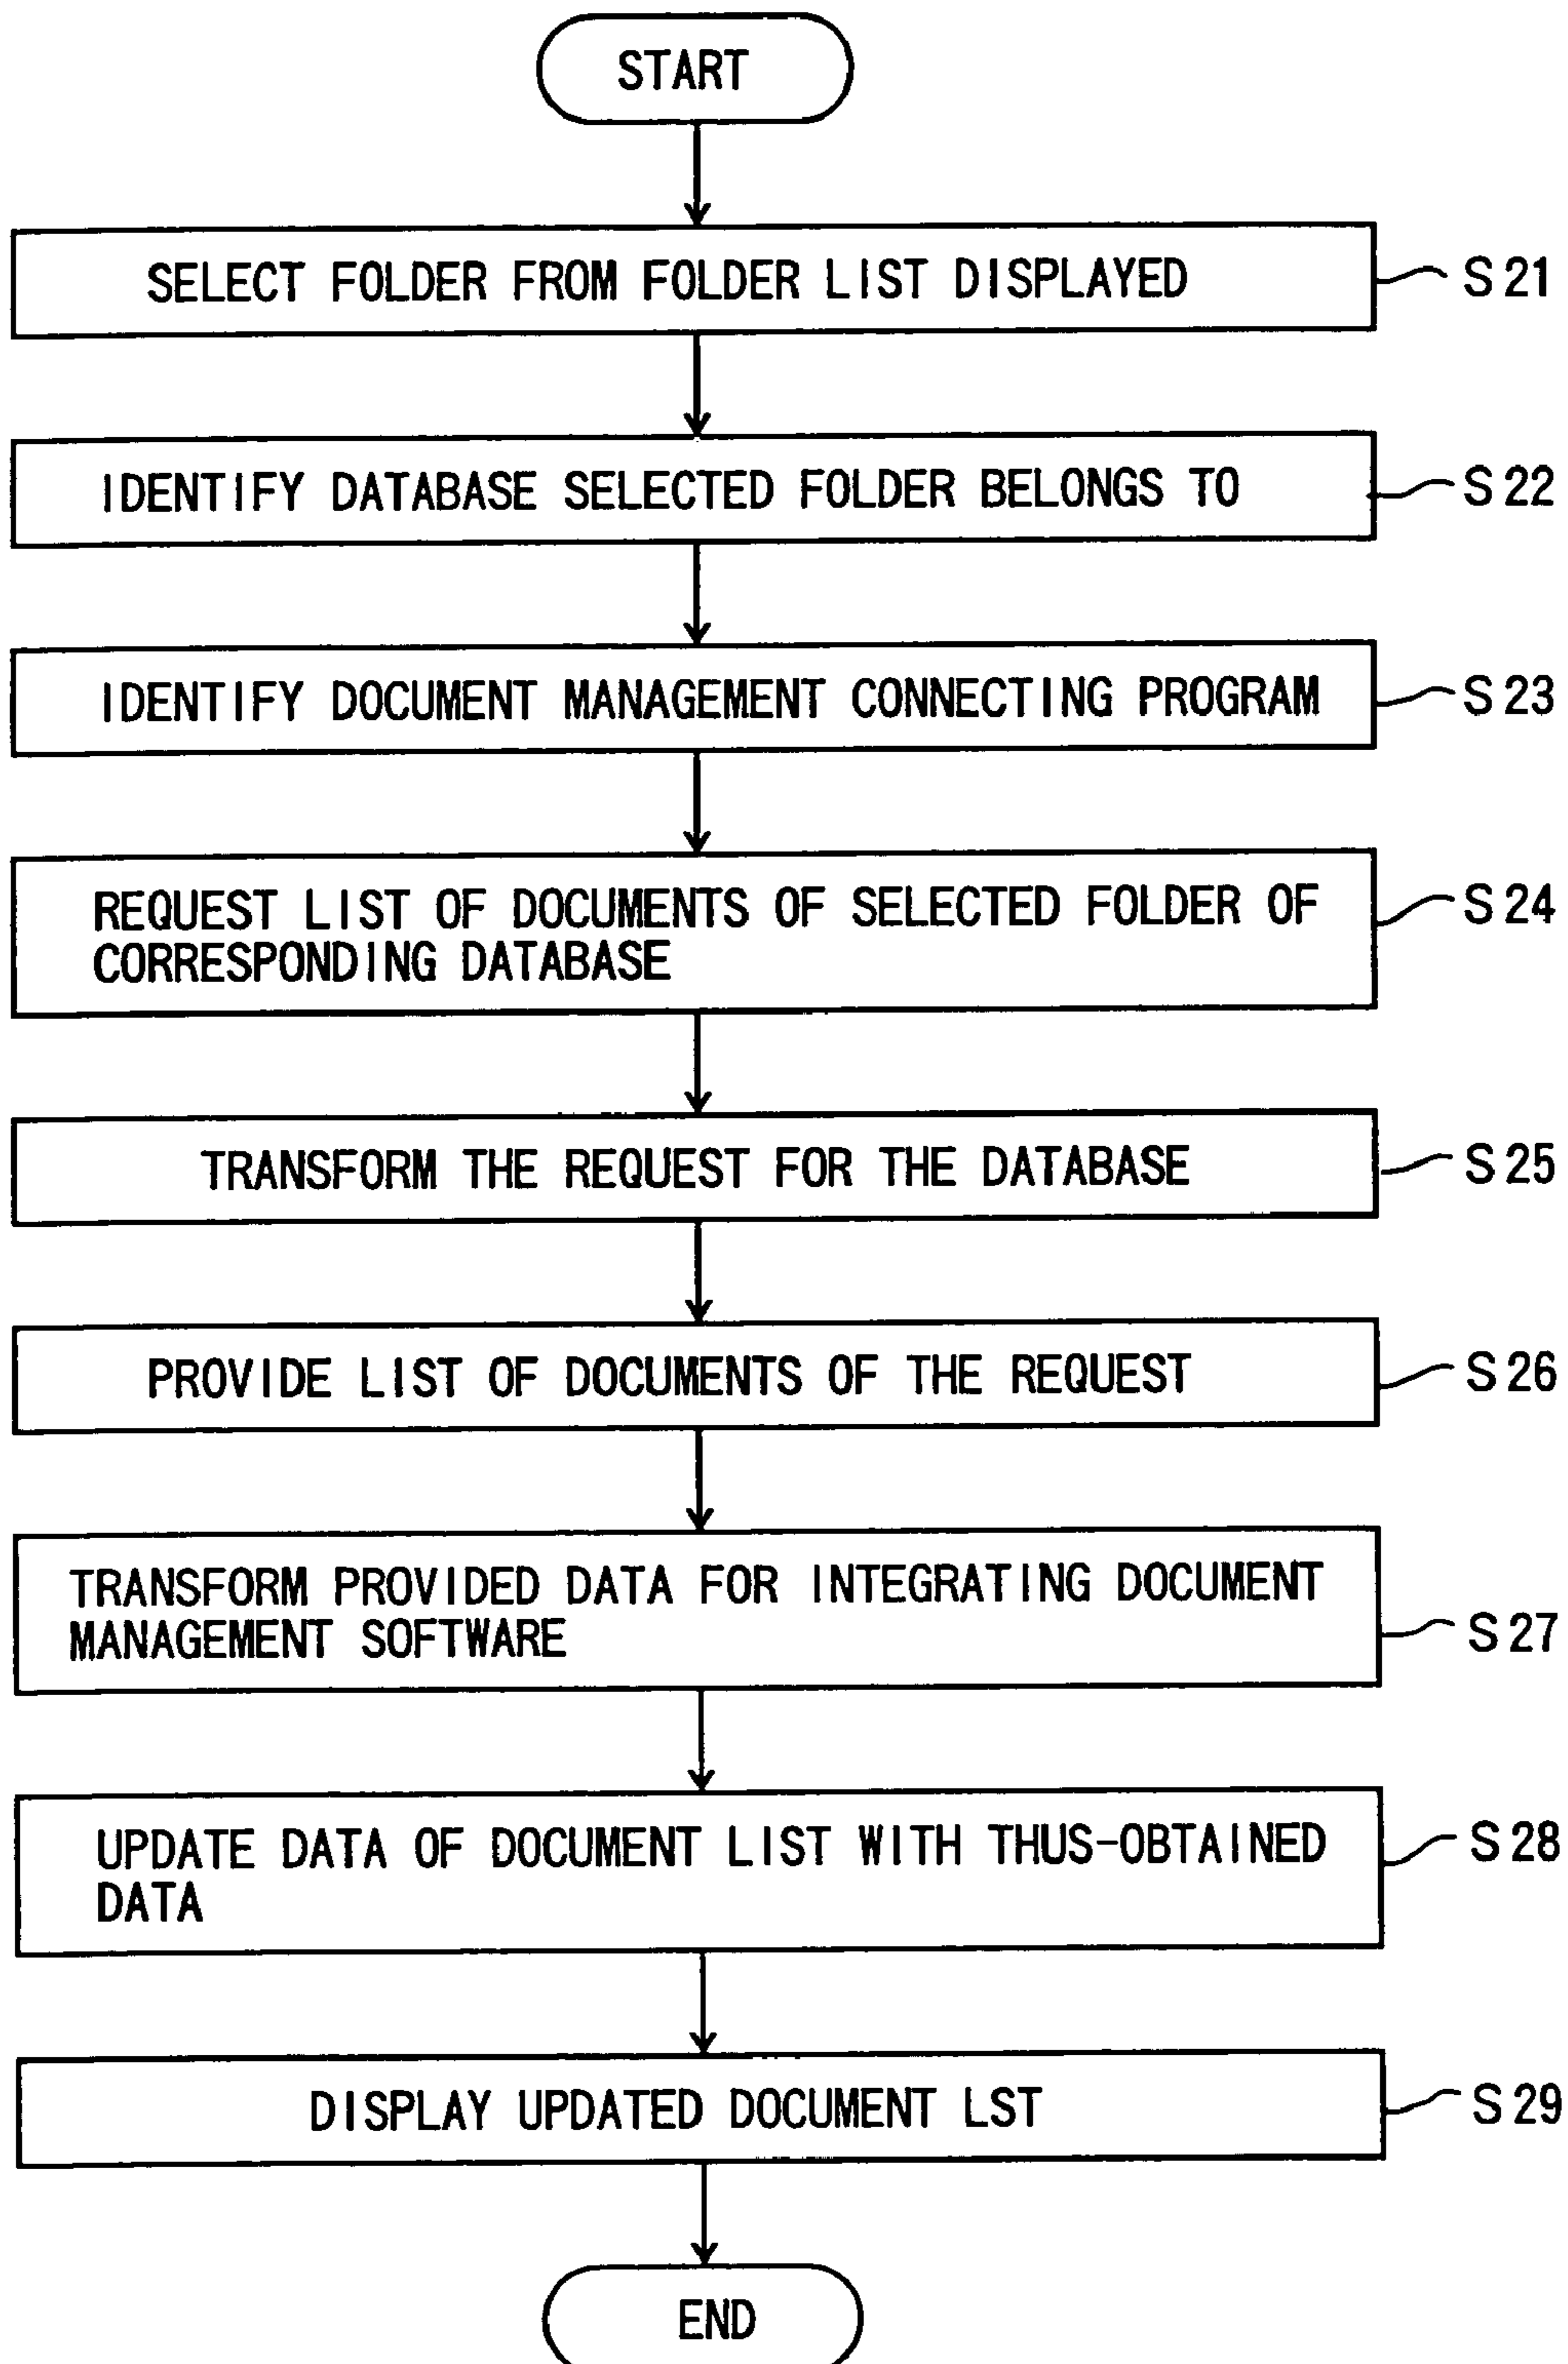 START
SELECT FOLDER FROM FOLDER LIST DISPLAYED
S21
IDENTIFY DATABASE SELECTED FOLDER BELONGS TO
S22
IDENTIFY DOCUMENT MANAGEMENT CONNECTING PROGRAM
S23
REQUEST LIST OF DOCUMENTS OF SELECTED FOLDER OF
CORRESPONDING DATABASE
S24
TRANSFORM THE REQUEST FOR THE DATABASE
S25
PROVIDE LIST OF DOCUMENTS OF THE REQUEST
S26
TRANSFORM PROVIDED DATA FOR INTEGRATING DOCUMENT
MANAGEMENT SOFTWARE
S27
UPDATE DATA OF DOCUMENT LIST WITH THUS-OBTAINED
DATA
S28
DISPLAY UPDATED DOCUMENT LST
S29
END